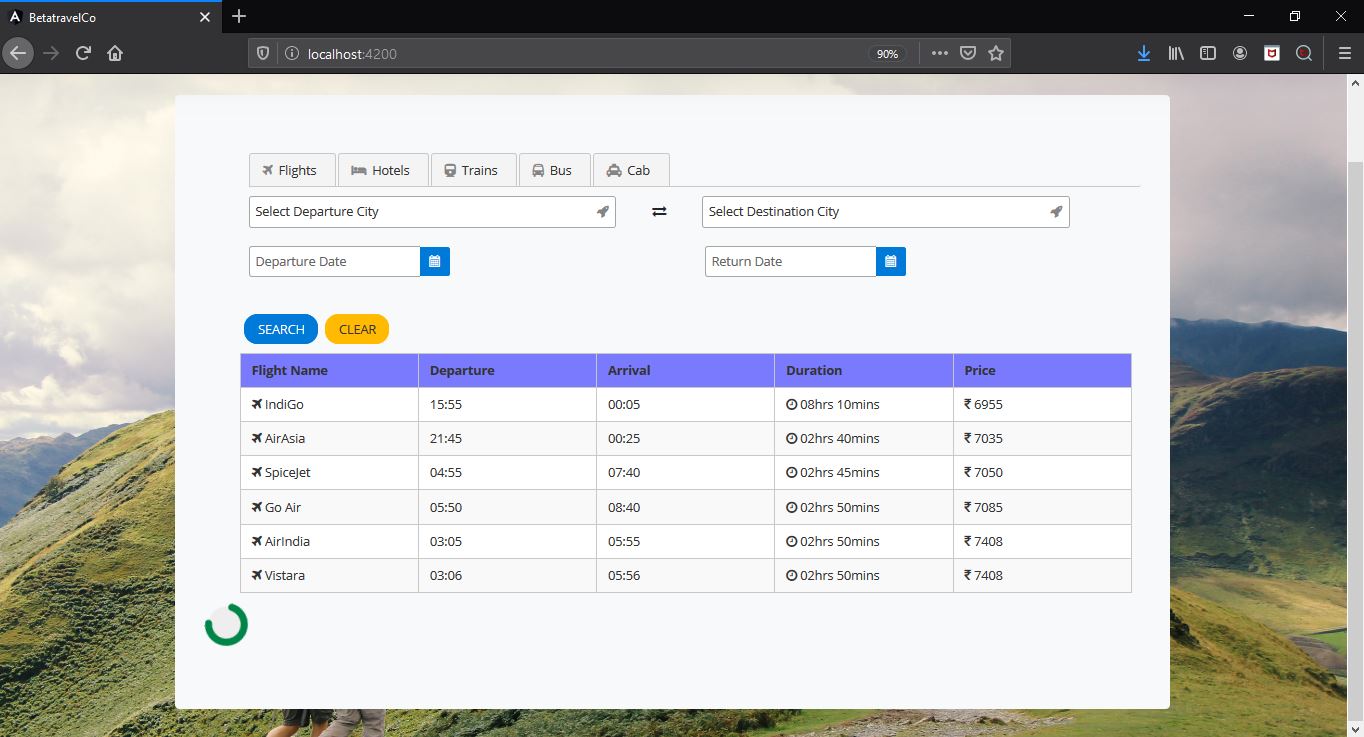 BetatravelCo
localhost:4200
90%
Flights Hotels Trains Bus Cab
Select Departure City Select Destination City
Departure Date Return Date
SEARCH CLEAR
Flight Name Departure Arrival Duration Price
IndiGo 15:55 00:05 08hrs 10mins ₹ 6955
AirAsia 21:45 00:25 02hrs 40mins ₹ 7035
SpiceJet 04:55 07:40 02hrs 45mins ₹ 7050
Go Air 05:50 08:40 02hrs 50mins ₹ 7085
AirIndia 03:05 05:55 02hrs 50mins ₹ 7408
Vistara 03:06 05:56 02hrs 50mins ₹ 7408